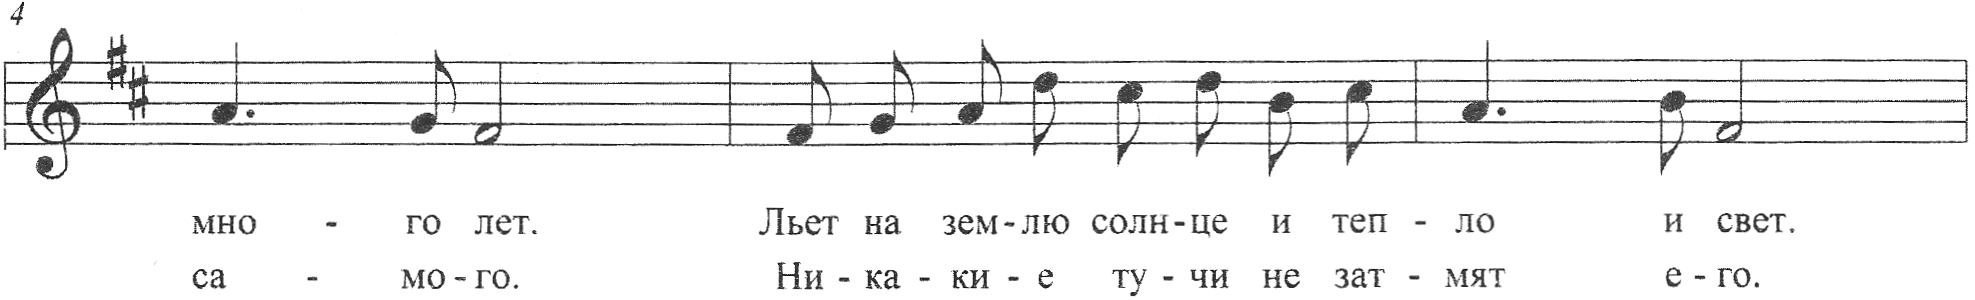 4
мно - го лет. Льет на зем-лю солн-це и теп - ло и свет.
са - мо-го. Ни - ка - ки - е ту - чи не зат - мят е - го.